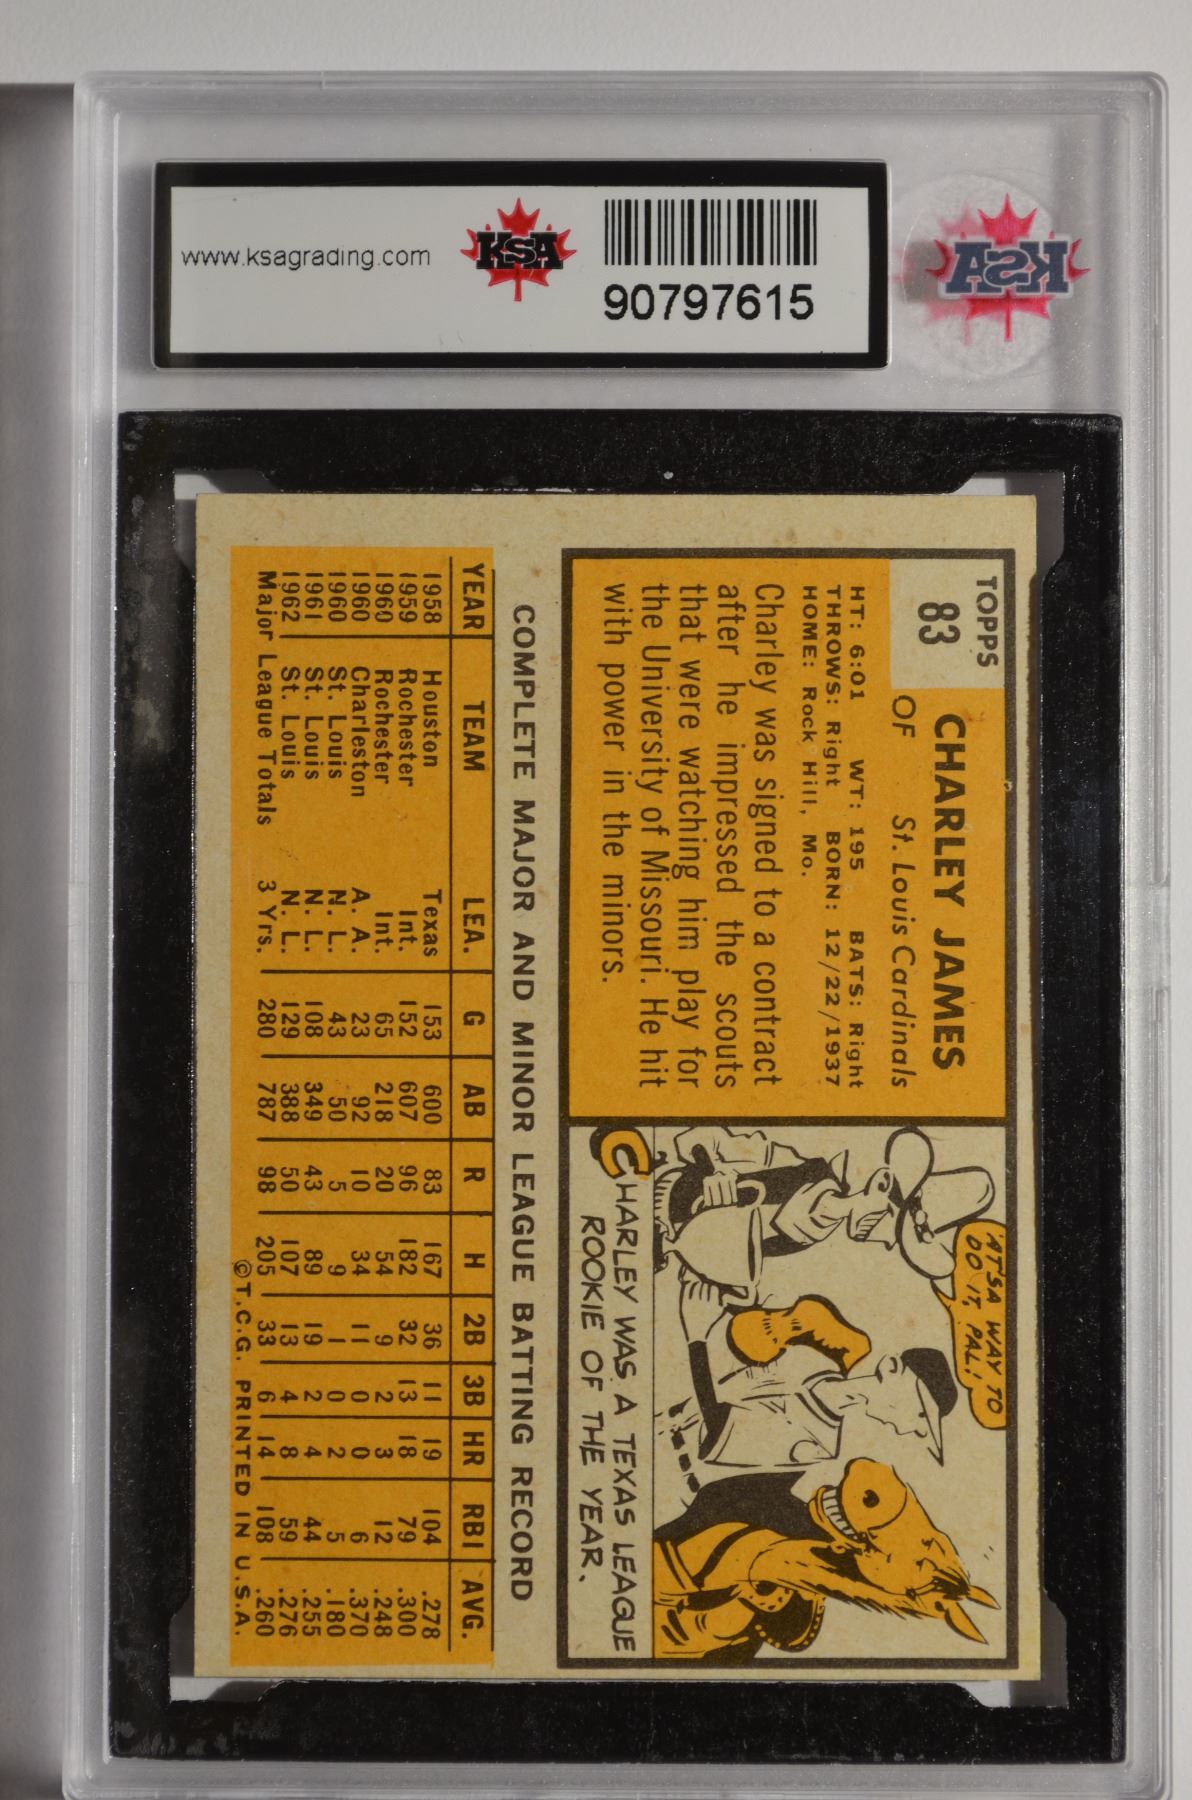 www.ksagrading.com
KSA
90797615
KSA
TOPPS
83
CHARLEY JAMES
OF St. Louis Cardinals
HT: 6:01 WT: 195 BATS: Right
THROWS: Right BORN: 12/22/1937
HOME: Rock Hill, Mo.
Charley was signed to a contract
after he impressed the scouts
that were watching him play for
the University of Missouri. He hit
with power in the minors.
'AT'SA WAY TO
DO IT, PAL!
CHARLEY WAS A TEXAS LEAGUE
ROOKIE OF THE YEAR.
COMPLETE MAJOR AND MINOR LEAGUE BATTING RECORD
YEAR TEAM LEA. G AB R H 2B 3B HR RBI AVG.
1958 Houston Texas 153 600 83 167 36 11 19 104 .278
1959 Rochester Int. 152 607 96 182 32 13 18 79 .300
1960 Rochester Int. 65 218 20 54 9 2 3 12 .248
1960 Charleston A. A. 23 92 10 34 11 0 0 6 .370
1960 St. Louis N. L. 43 50 5 9 1 0 2 5 .180
1961 St. Louis N. L. 108 349 43 89 19 2 4 44 .255
1962 St. Louis N. L. 129 388 50 107 13 4 8 59 .276
Major League Totals 3 Yrs. 280 787 98 205 33 6 14 108 .260
©T.C.G. PRINTED IN U.S.A.